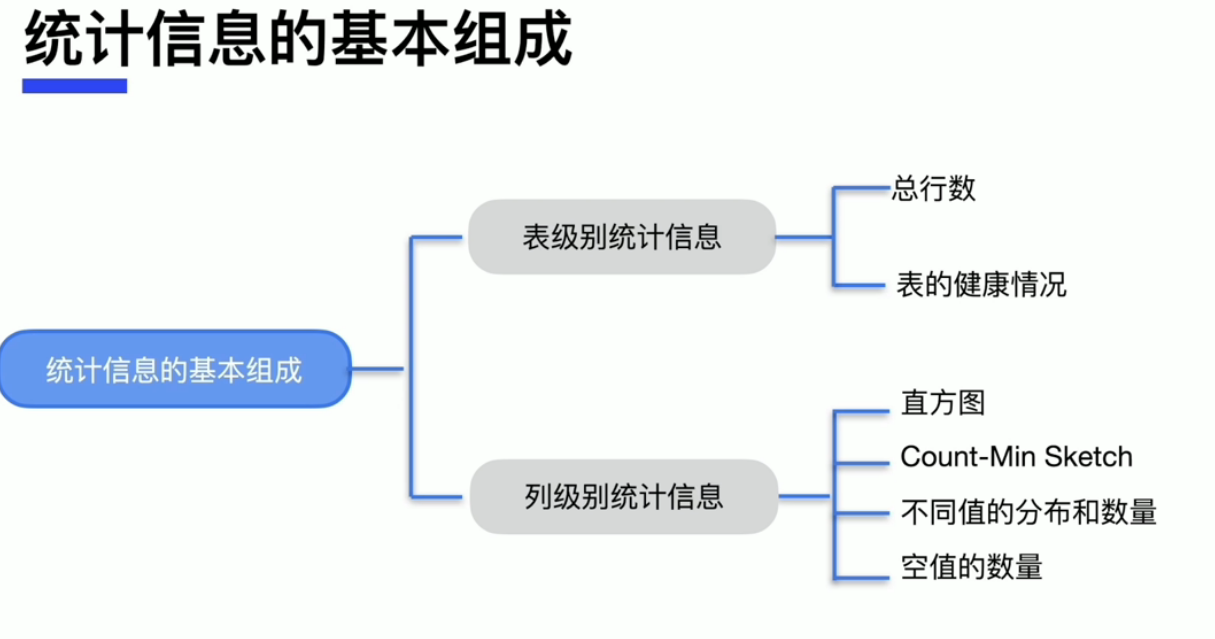 统计信息的基本组成
统计信息的基本组成
表级别统计信息
总行数
表的健康情况
列级别统计信息
直方图
Count-Min Sketch
不同值的分布和数量
空值的数量